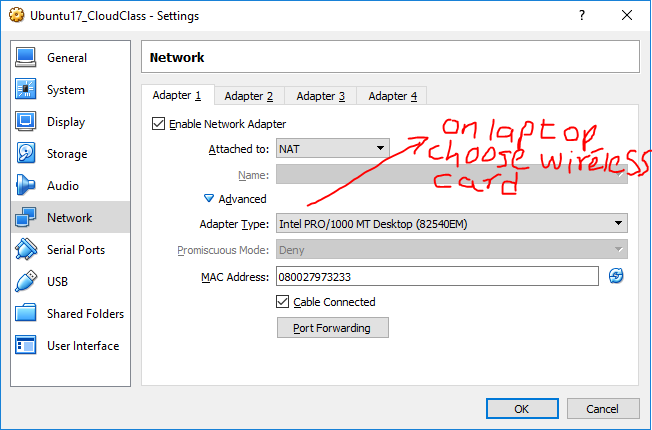 Ubuntu17_CloudClass - Settings
General
System
Display
Storage
Audio
Network
Serial Ports
USB
Shared Folders
User Interface
Network
Adapter 1
Adapter 2
Adapter 3
Adapter 4
Enable Network Adapter
Attached to: NAT
Name:
Advanced
Adapter Type: Intel PRO/1000 MT Desktop (82540EM)
Promiscuous Mode: Deny
MAC Address: 080027973233
Cable Connected
Port Forwarding
on laptop
choose wireless
card
OK
Cancel